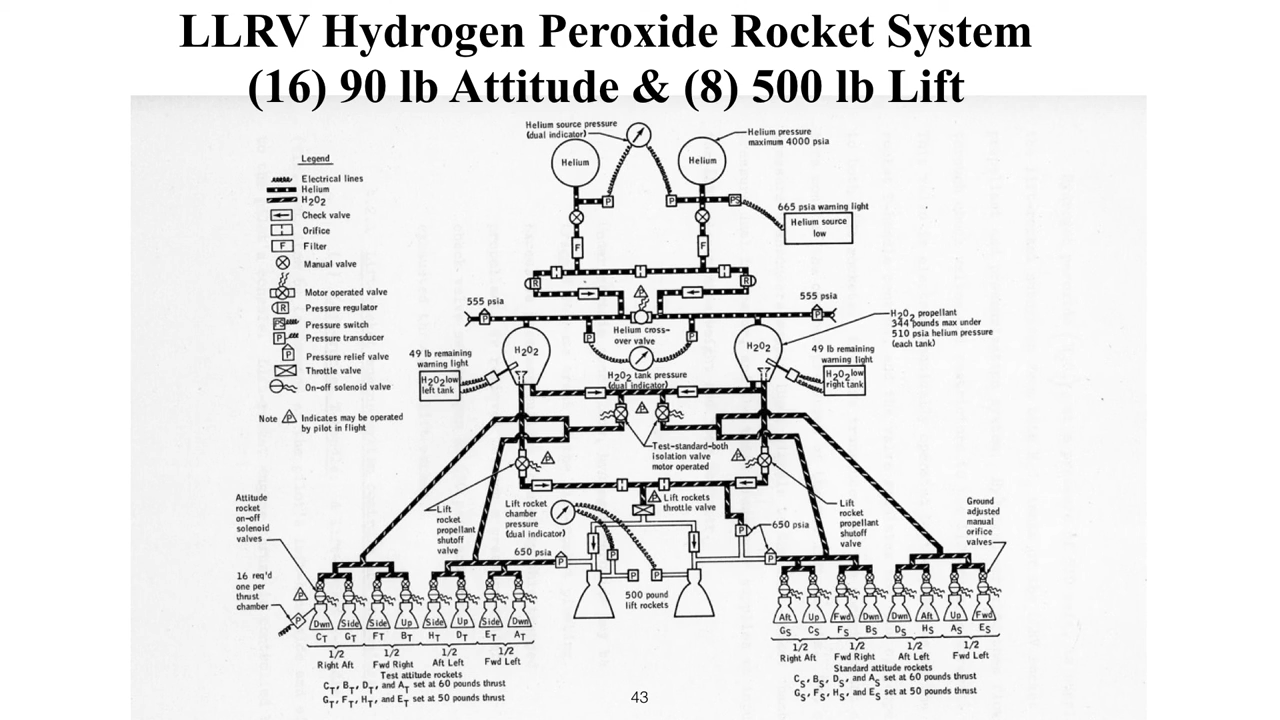 LLRV Hydrogen Peroxide Rocket System
(16) 90 lb Attitude & (8) 500 lb Lift
Helium source pressure
(dual indicator)
Helium pressure
maximum 4000 psia
Helium
Helium
Legend
Electrical lines
Helium
H2O2
Check valve
Orifice
F
Filter
Manual valve
Motor operated valve
R
Pressure regulator
PS
Pressure switch
P
Pressure transducer
P
Pressure relief valve
Throttle valve
On-off solenoid valve
Note
P
Indicates may be operated
by pilot in flight
P
P
PS
665 psia warning light
Helium source
low
F
F
R
R
P
555 psia
P
555 psia
P
P
Helium cross-
over valve
P
H2O2
H2O2
H2O2 propellant
344 pounds max under
510 psia helium pressure
(each tank)
49 lb remaining
warning light
H2O2 low
left tank
49 lb remaining
warning light
H2O2 low
right tank
H2O2 tank pressure
(dual indicator)
P
Test-standard-both
isolation valve
motor operated
P
P
Attitude
rocket
on-off
solenoid
valves
Lift
rocket
propellant
shutoff
valve
Lift rocket
chamber
pressure
(dual indicator)
P
Lift rockets
throttle valve
Lift
rocket
propellant
shutoff
valve
Ground
adjusted
manual
orifice
valves
650 psia
P
P
650 psia
P
P
P
P
500 pound
lift rockets
16 req'd
one per
thrust
chamber
P
P
Dwn Side Side Up Side Up Side Dwn
CT GT FT BT HT DT ET AT
1/2 1/2 1/2 1/2
Right Aft Fwd Right Aft Left Fwd Left
Test attitude rockets
CT, BT, DT, and AT set at 60 pounds thrust
GT, FT, HT, and ET set at 50 pounds thrust
Aft Up Fwd Dwn Dwn Aft Up Fwd
GS CS FS BS DS HS AS ES
1/2 1/2 1/2 1/2
Right Aft Fwd Right Aft Left Fwd Left
Standard attitude rockets
CS, BS, DS, and AS set at 60 pounds thrust
GS, FS, HS, and ES set at 50 pounds thrust
43